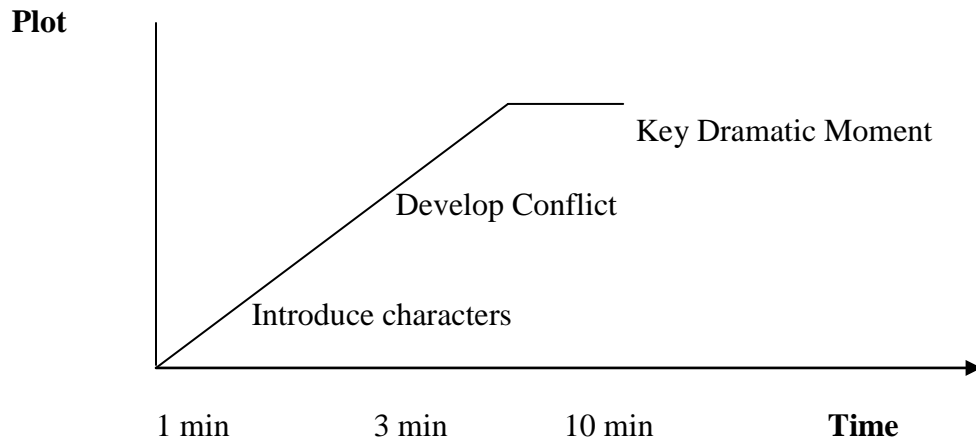 Plot
Key Dramatic Moment
Develop Conflict
Introduce characters
1 min 3 min 10 min Time